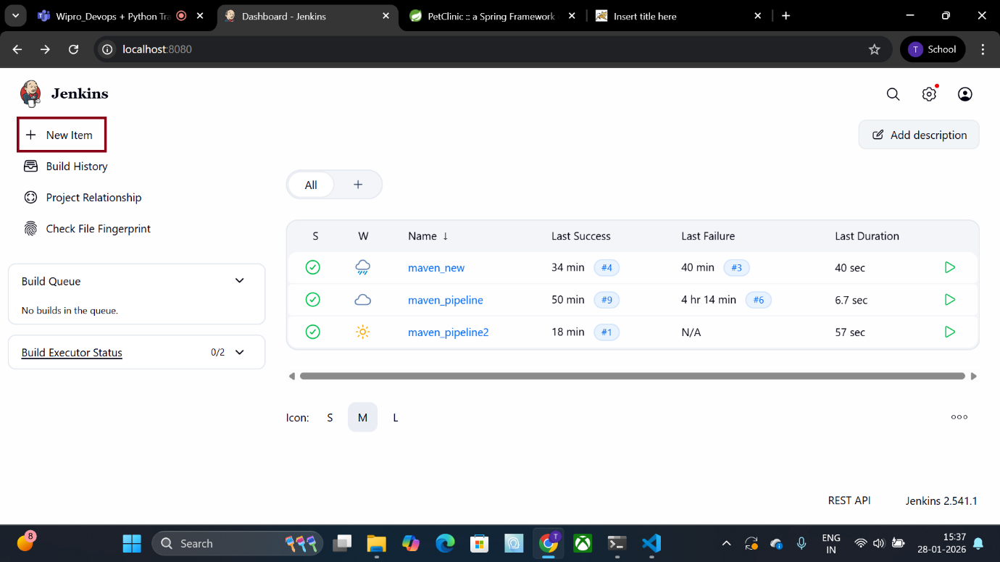 Wipro_Devops + Python Tra
Dashboard - Jenkins
PetClinic :: a Spring Framework
Insert title here
localhost:8080
T School
Jenkins
New Item
Add description
Build History
All
Project Relationship
Check File Fingerprint
S W Name ↓ Last Success Last Failure Last Duration
maven_new 34 min #4 40 min #3 40 sec
maven_pipeline 50 min #9 4 hr 14 min #6 6.7 sec
maven_pipeline2 18 min #1 N/A 57 sec
Build Queue
No builds in the queue.
Build Executor Status 0/2
Icon: S M L
REST API Jenkins 2.541.1
8
Search
T
ENG
IN
15:37
28-01-2026